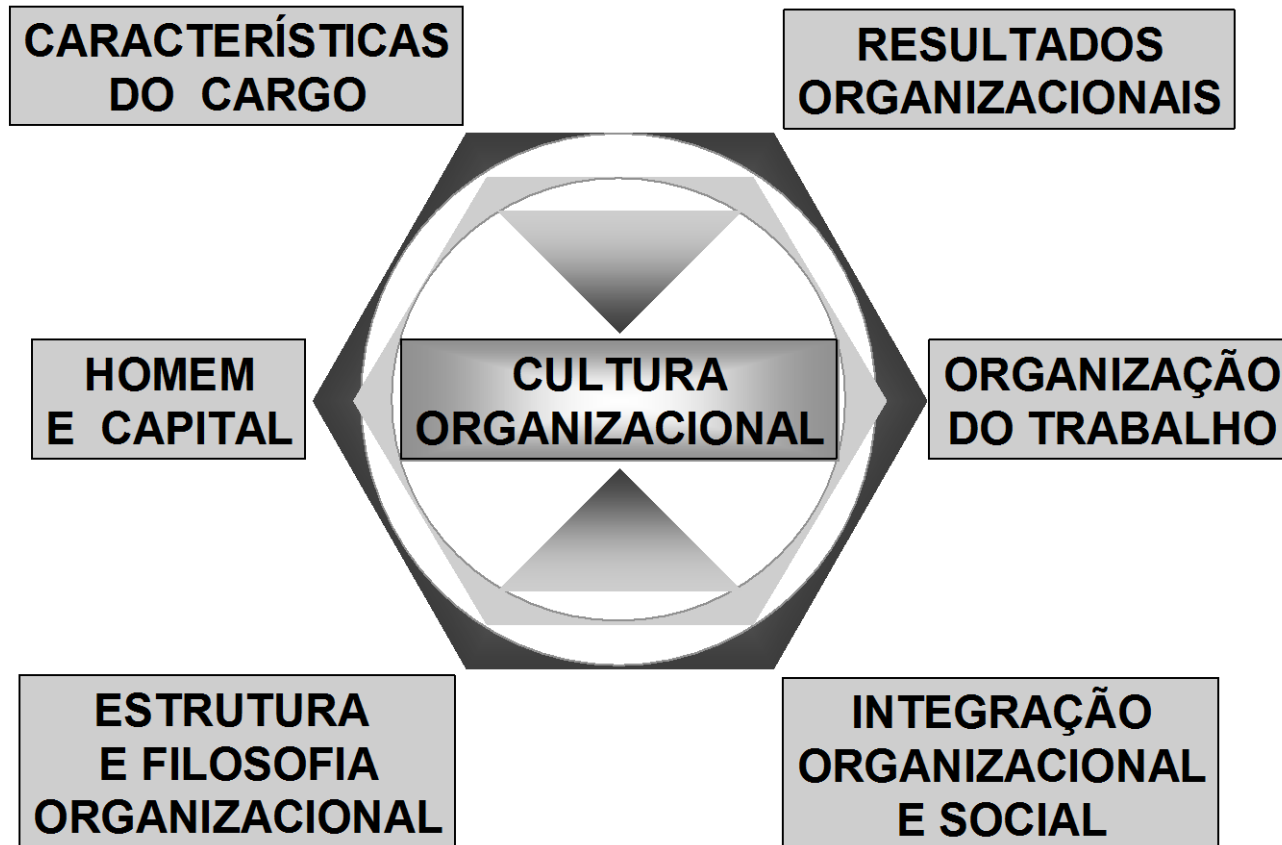 CARACTERÍSTICAS
DO CARGO
RESULTADOS
ORGANIZACIONAIS
HOMEM
E CAPITAL
CULTURA
ORGANIZACIONAL
ORGANIZAÇÃO
DO TRABALHO
ESTRUTURA
E FILOSOFIA
ORGANIZACIONAL
INTEGRAÇÃO
ORGANIZACIONAL
E SOCIAL